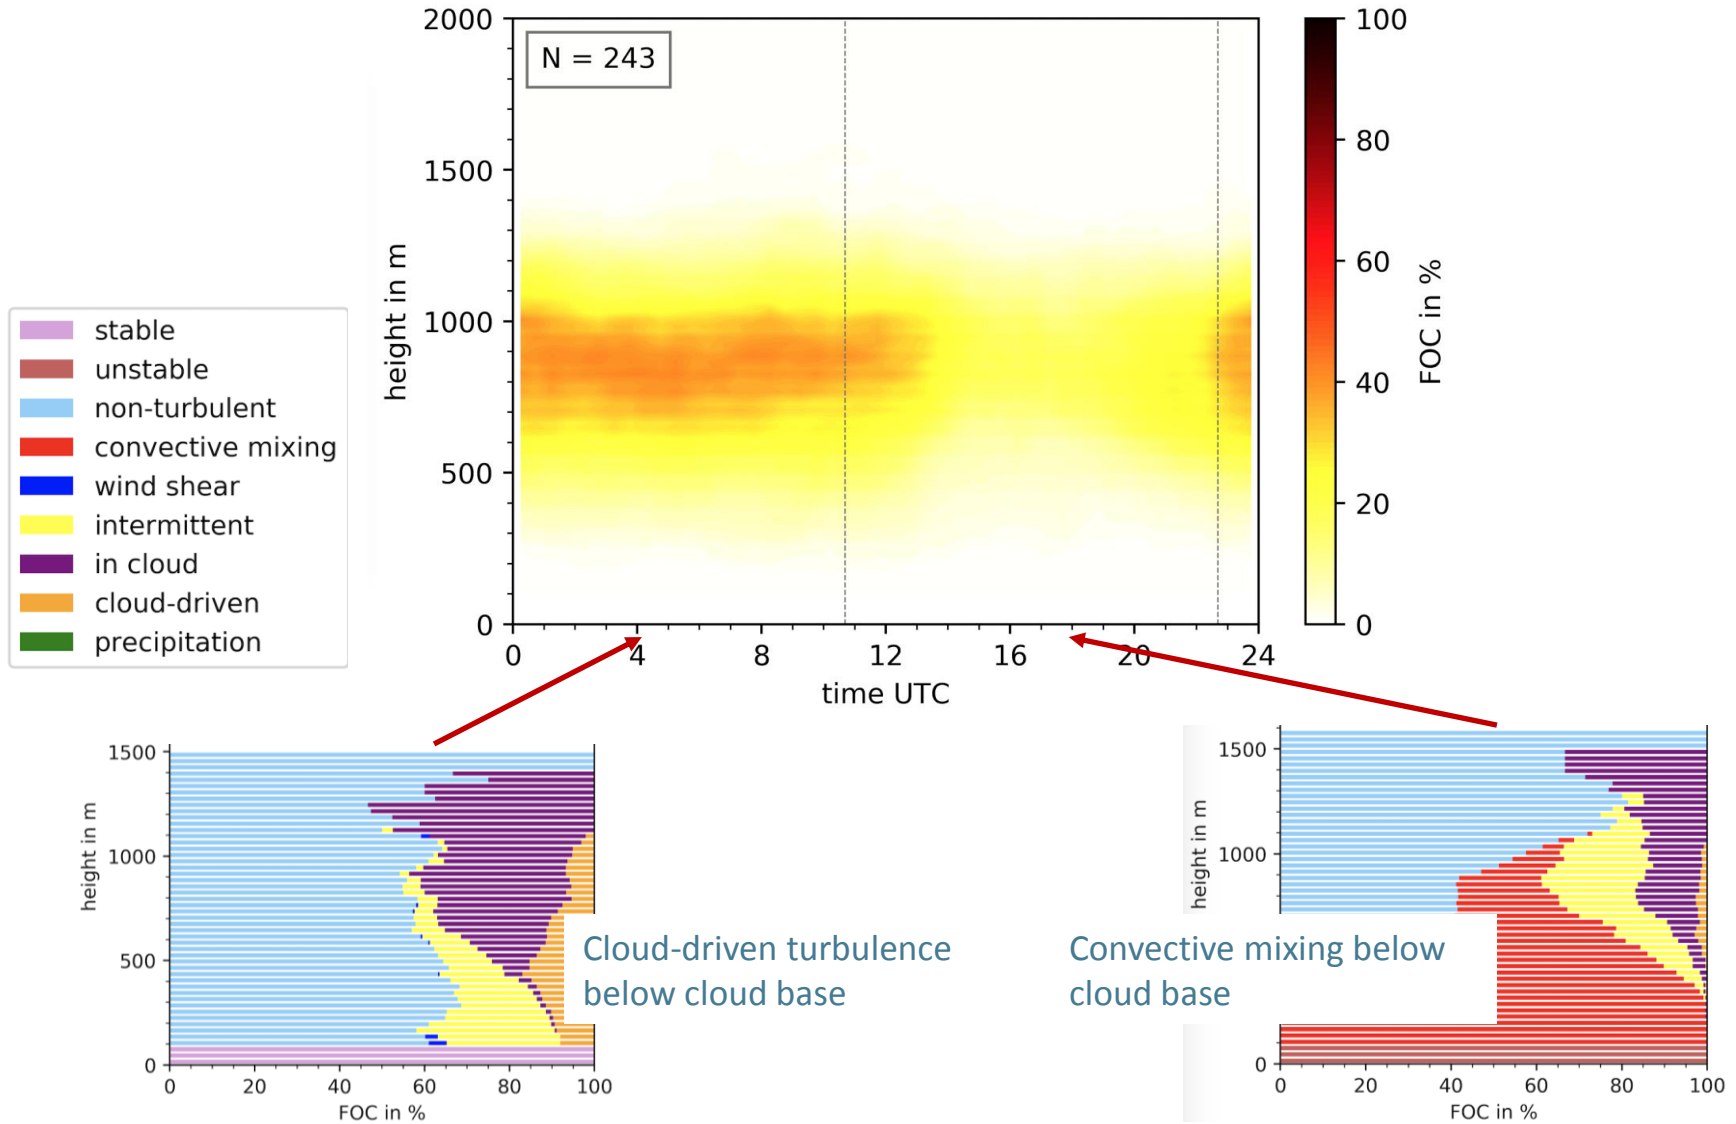 2000
1500
1000
500
0
height in m
N = 243
0 4 8 12 16 20 24
time UTC
100
80
60
40
20
0
FOC in %
stable
unstable
non-turbulent
convective mixing
wind shear
intermittent
in cloud
cloud-driven
precipitation
1500
1000
500
0
height in m
0 20 40 60 80 100
FOC in %
Cloud-driven turbulence
below cloud base
1500
1000
0
height in m
0 20 40 60 80 100
FOC in %
Convective mixing below
cloud base